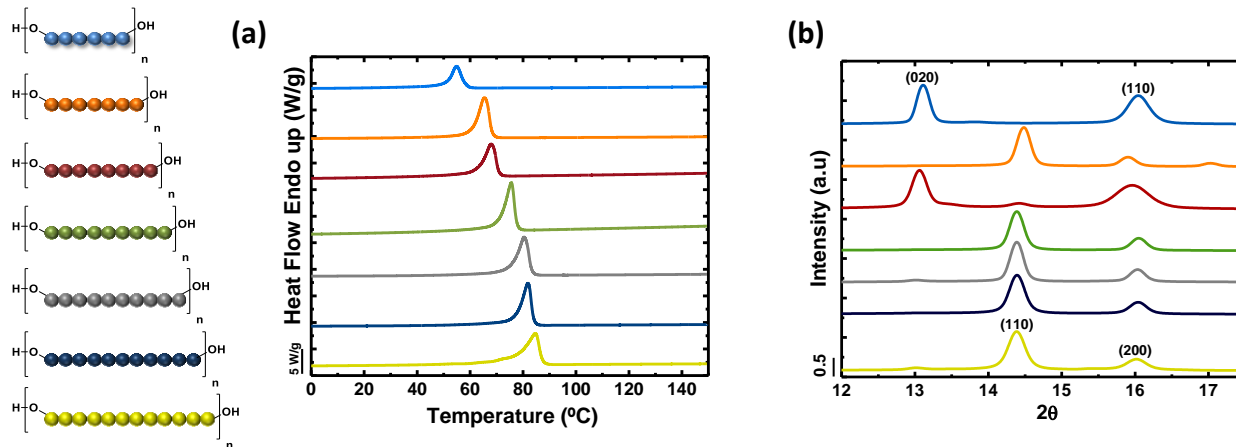 H
O
OH
n
H
O
OH
n
H
O
OH
n
H
O
OH
n
H
O
OH
n
H
O
OH
n
H
O
OH
n
(a)
Heat Flow Endo up (W/g)
5 W/g
0 20 40 60 80 100 120 140
Temperature (ºC)
(b)
(020)
(110)
(110)
(200)
Intensity (a.u)
0.5
12 13 14 15 16 17
2θ